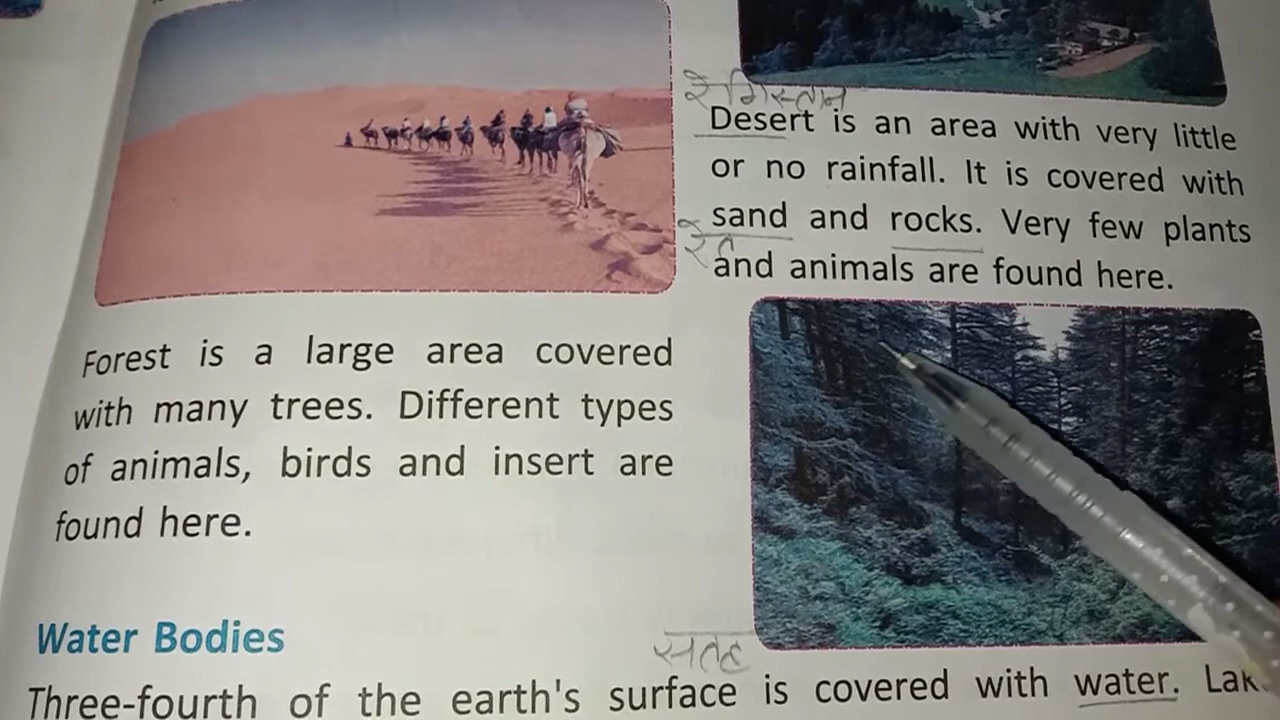 रेगिस्तान
Desert is an area with very little
or no rainfall. It is covered with
sand and rocks. Very few plants
रेत
and animals are found here.
Forest is a large area covered
with many trees. Different types
of animals, birds and insert are
found here.
Water Bodies
सतह
Three-fourth of the earth's surface is covered with water.